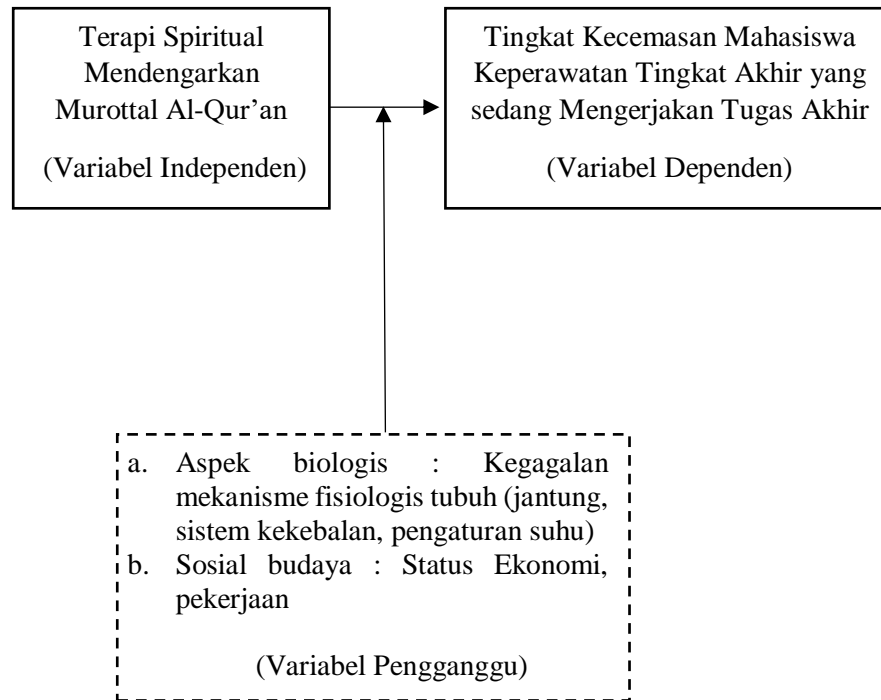 Terapi Spiritual
Mendengarkan
Murottal Al-Qur’an
(Variabel Independen)
Tingkat Kecemasan Mahasiswa
Keperawatan Tingkat Akhir yang
sedang Mengerjakan Tugas Akhir
(Variabel Dependen)
a. Aspek biologis : Kegagalan
mekanisme fisiologis tubuh (jantung,
sistem kekebalan, pengaturan suhu)
b. Sosial budaya : Status Ekonomi,
pekerjaan
(Variabel Pengganggu)